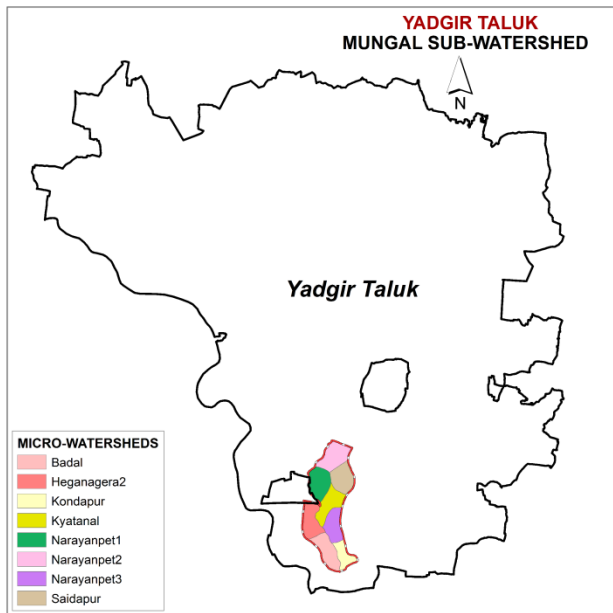 YADGIR TALUK
MUNGAL SUB-WATERSHED
N
Yadgir Taluk
MICRO-WATERSHEDS
Badal
Heganagera2
Kondapur
Kyatanal
Narayanpet1
Narayanpet2
Narayanpet3
Saidapur